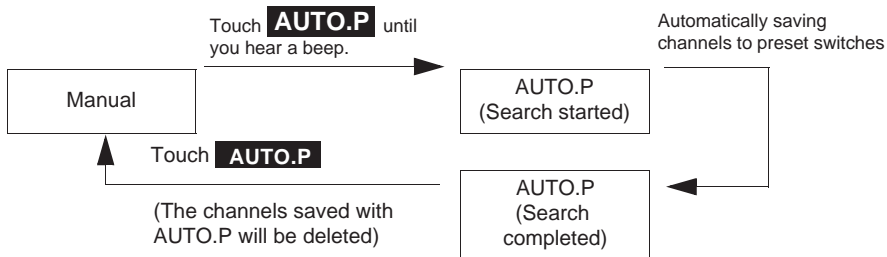 Touch AUTO.P until
you hear a beep.
Automatically saving
channels to preset switches
Manual
AUTO.P
(Search started)
Touch AUTO.P
AUTO.P
(Search
completed)
(The channels saved with
AUTO.P will be deleted)